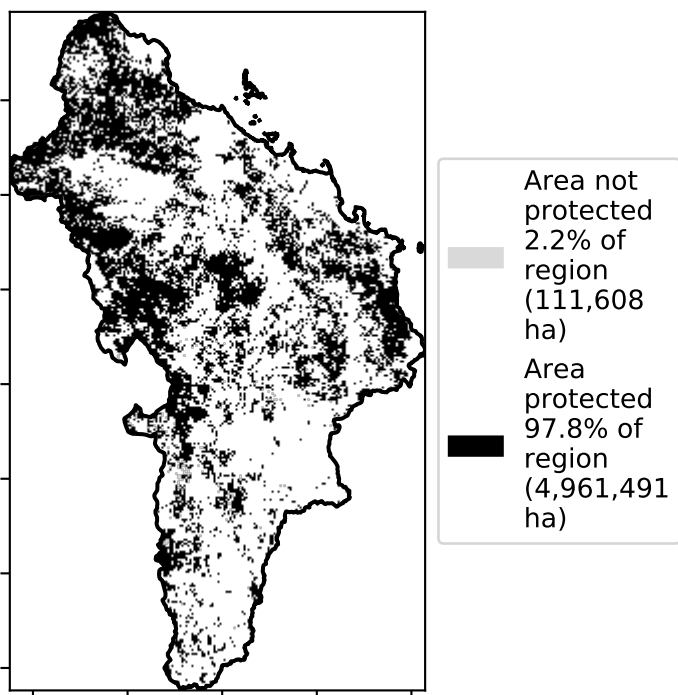 Area not
protected
2.2% of
region
(111,608
ha)
Area
protected
97.8% of
region
(4,961,491
ha)